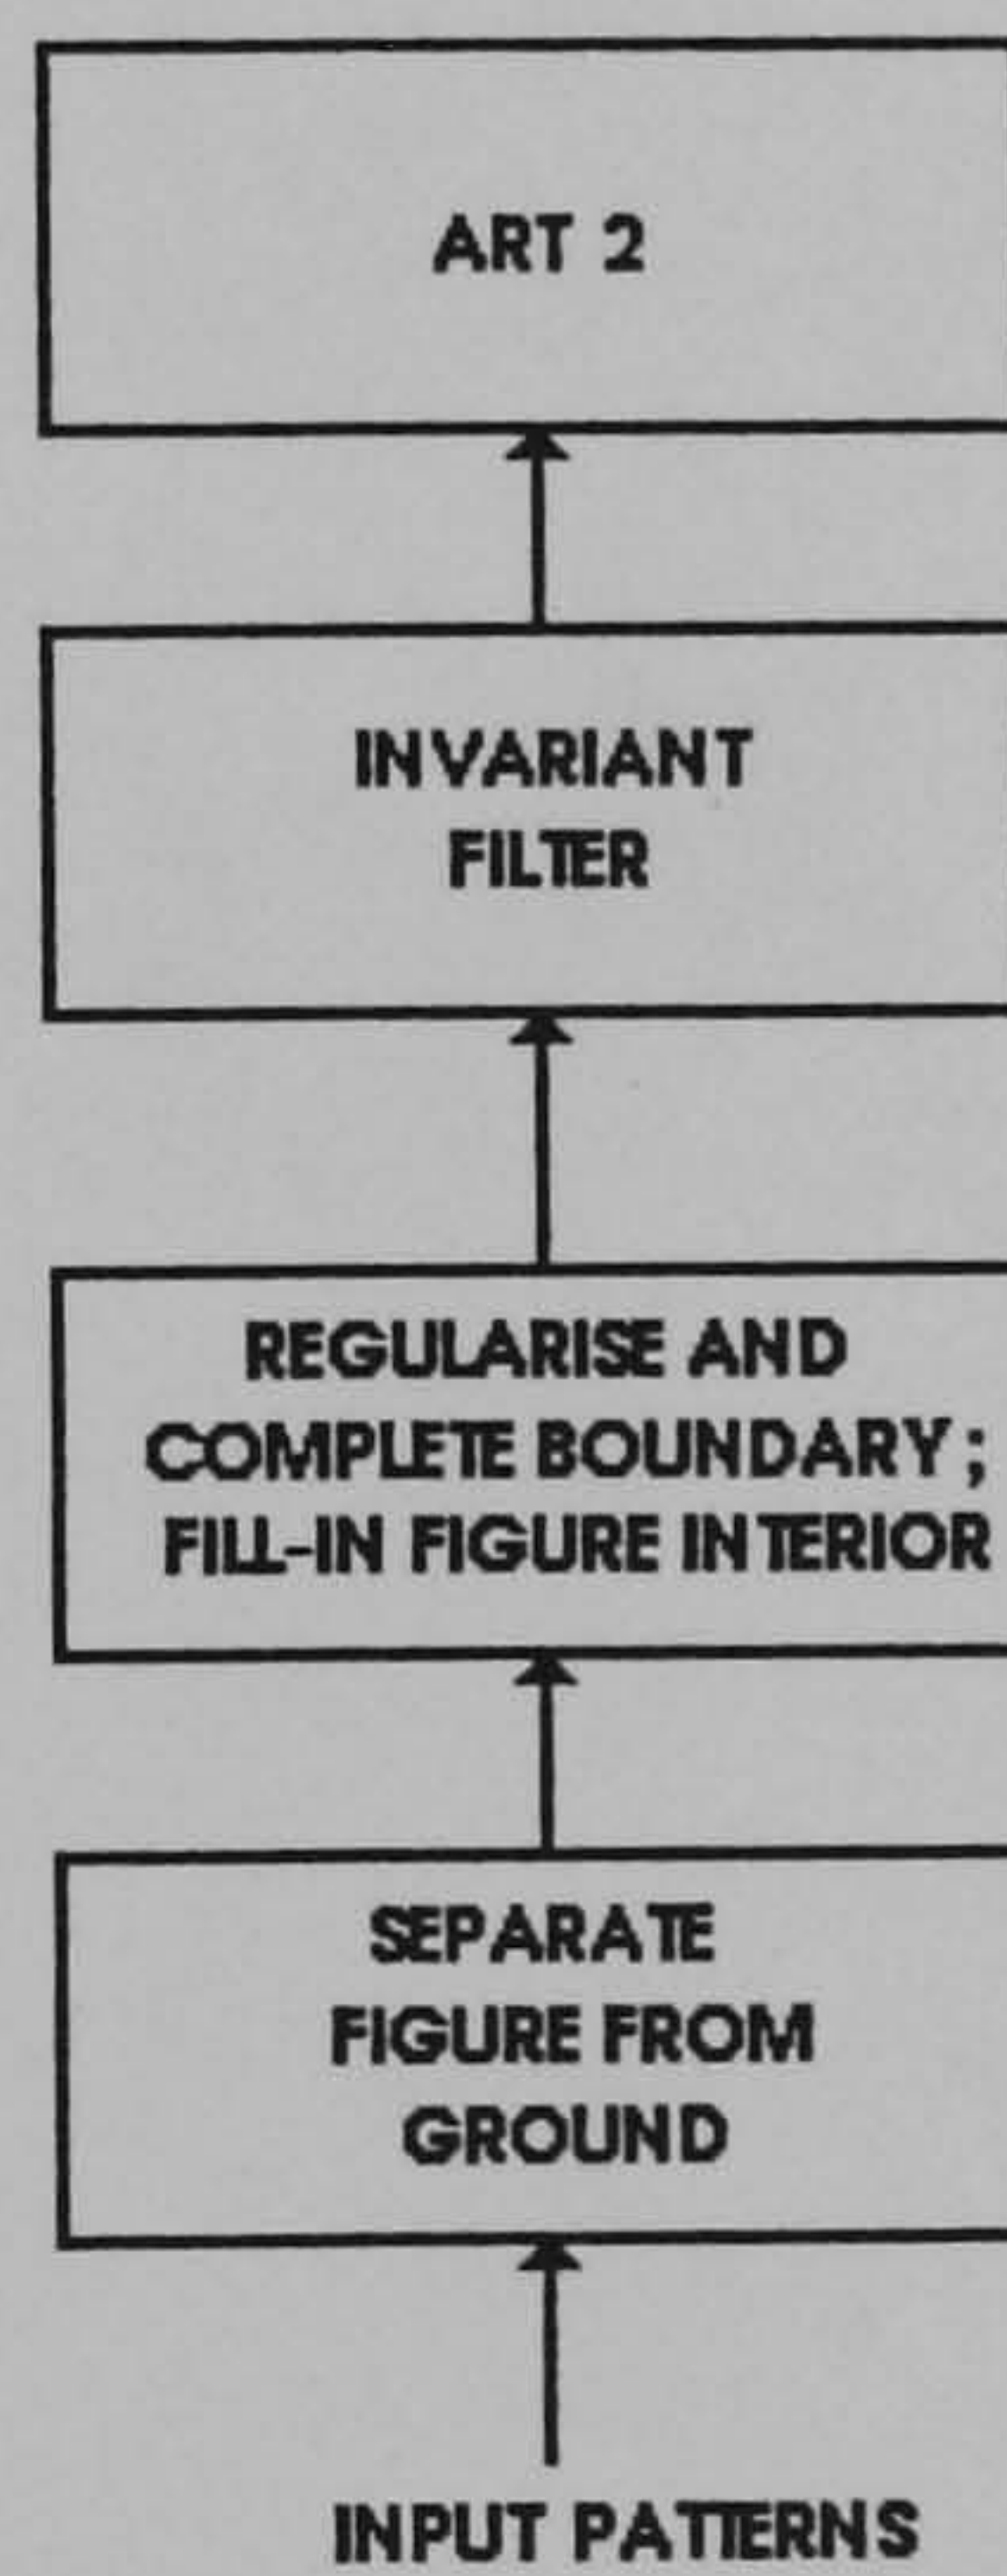 ART 2
INVARIANT
FILTER
REGULARISE AND
COMPLETE BOUNDARY ;
FILL-IN FIGURE INTERIOR
SEPARATE
FIGURE FROM
GROUND
INPUT PATTERNS